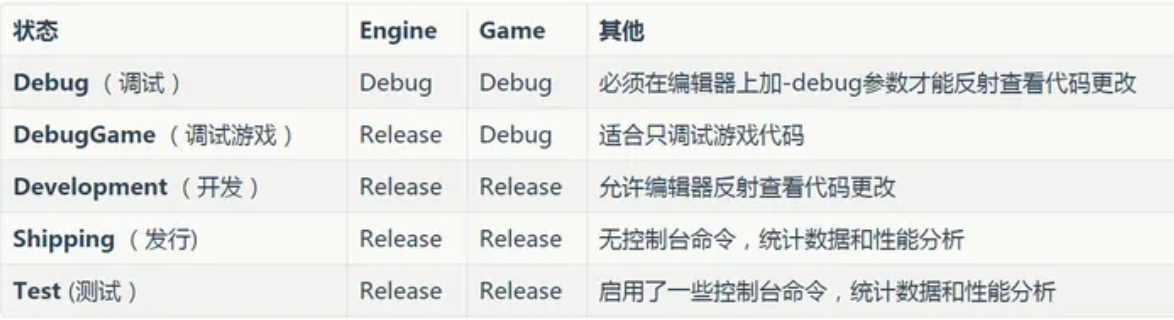 状态 Engine Game 其他
Debug（调试） Debug Debug 必须在编辑器上加-debug参数才能反射查看代码更改
DebugGame（调试游戏） Release Debug 适合只调试游戏代码
Development（开发） Release Release 允许编辑器反射查看代码更改
Shipping（发行) Release Release 无控制台命令，统计数据和性能分析
Test (测试） Release Release 启用了一些控制台命令，统计数据和性能分析